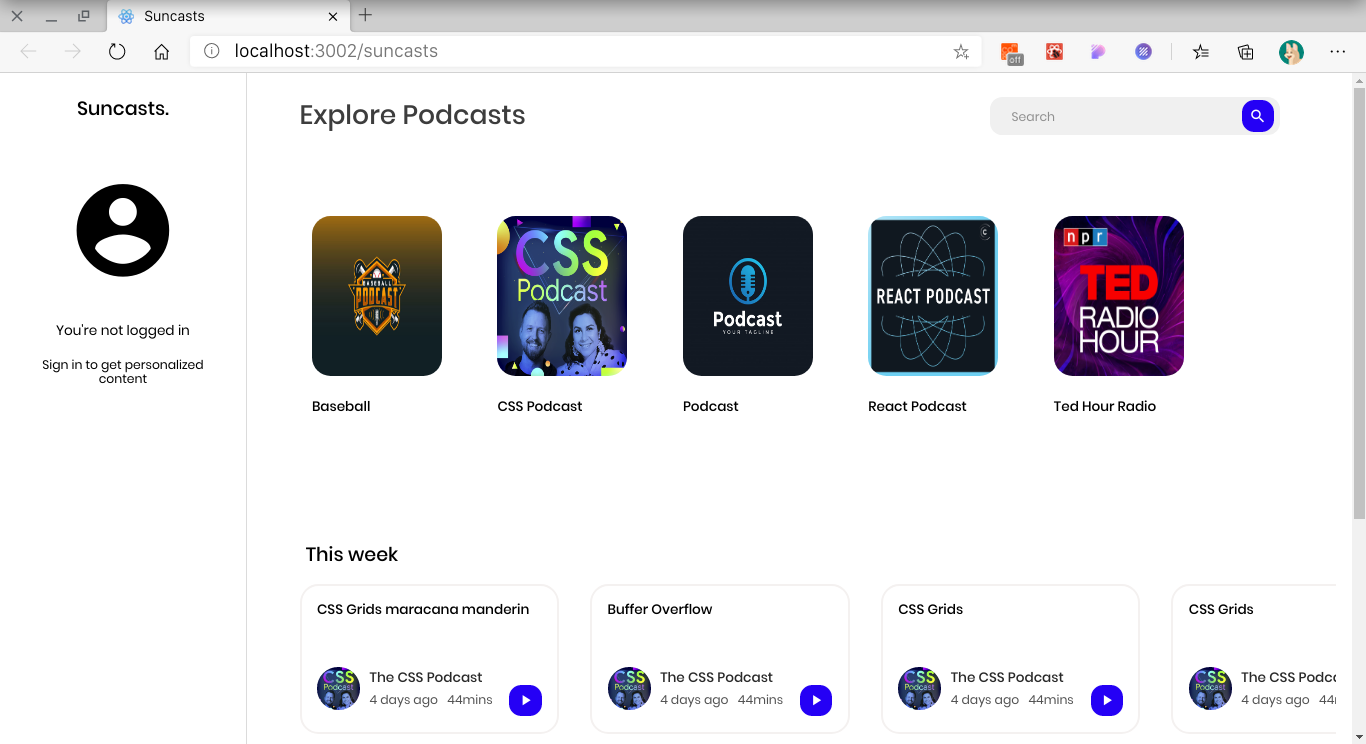 Suncasts
localhost:3002/suncasts
off
Suncasts.
You're not logged in
Sign in to get personalized
content
Explore Podcasts
Search
BASEBALL
PODCAST
CSS
Podcast
Podcast
YOUR TAGLINE
C
REACT PODCAST
npr
TED
RADIO
HOUR
Baseball
CSS Podcast
Podcast
React Podcast
Ted Hour Radio
This week
CSS Grids maracana manderin
CSS
Podcast
The CSS Podcast
4 days ago 44mins
Buffer Overflow
CSS
Podcast
The CSS Podcast
4 days ago 44mins
CSS Grids
CSS
Podcast
The CSS Podcast
4 days ago 44mins
CSS Grids
CSS
Podcast
The CSS Podc
4 days ago 44